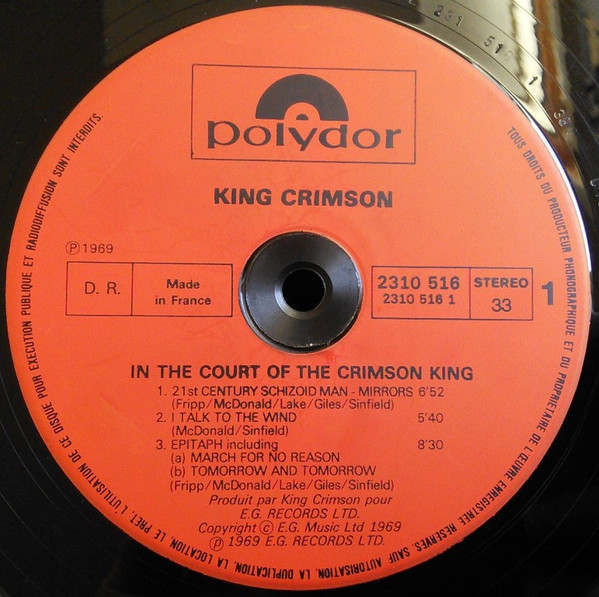 polydor
KING CRIMSON
℗ 1969
D. R.
Made
in France
2310 516
2310 516 1
STEREO
33
1
IN THE COURT OF THE CRIMSON KING
1. 21st CENTURY SCHIZOID MAN - MIRRORS 6'52
(Fripp/McDonald/Lake/Giles/Sinfield)
2. I TALK TO THE WIND 5'40
(McDonald/Sinfield)
3. EPITAPH including 8'30
(a) MARCH FOR NO REASON
(b) TOMORROW AND TOMORROW
(Fripp/McDonald/Lake/Giles/Sinfield)
Produit par King Crimson pour
E.G. RECORDS LTD.
Copyright © E.G. Music Ltd 1969
℗ 1969 E.G. RECORDS LTD.
TOUS DROITS DU PRODUCTEUR PHONOGRAPHIQUE ET DU PROPRIETAIRE DE L'ŒUVRE ENREGISTREE RESERVES. SAUF AUTORISATION, LA DUPLICATION, LA LOCATION, LE PRET, L'UTILISATION DE CE DISQUE POUR EXECUTION PUBLIQUE ET RADIODIFFUSION SONT INTERDITS.